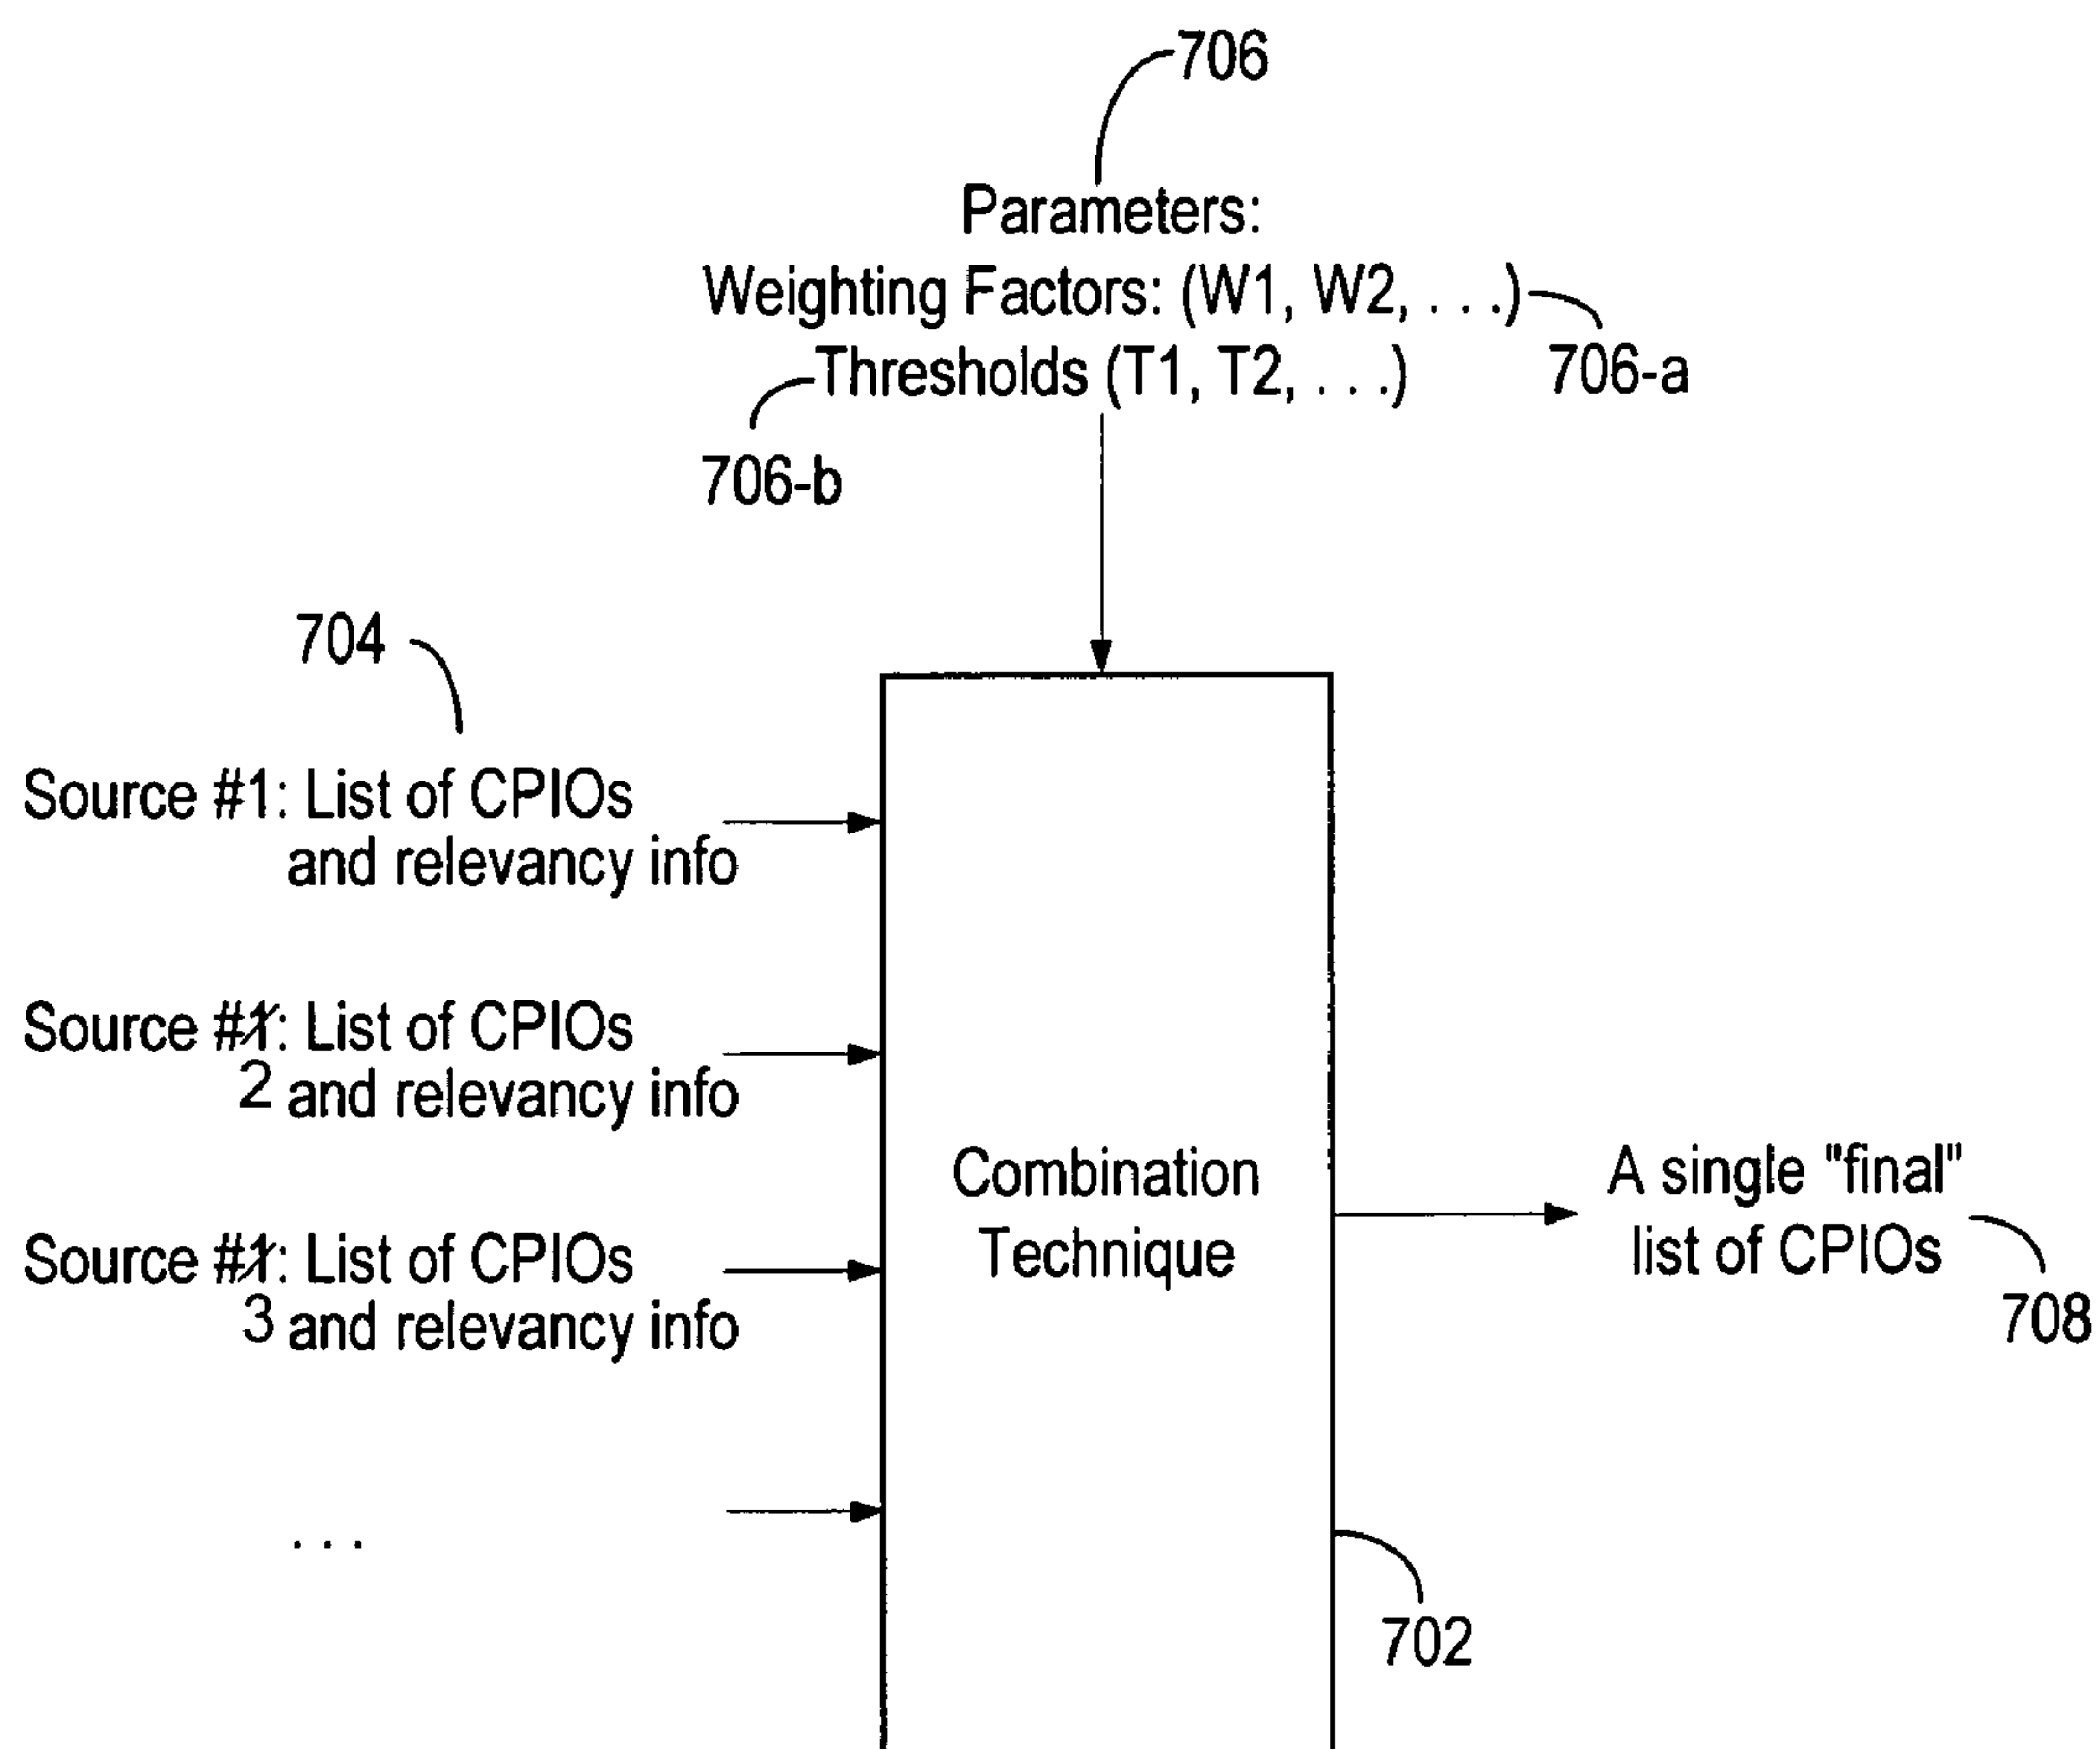 706
Parameters:
Weighting Factors: (W1, W2, . . .)
Thresholds (T1, T2, . . .)
706-a
706-b
704
Source #1: List of CPIOs
and relevancy info
Source #1: List of CPIOs
2 and relevancy info
Source #1: List of CPIOs
3 and relevancy info
. . .
Combination
Technique
A single "final"
list of CPIOs
708
702